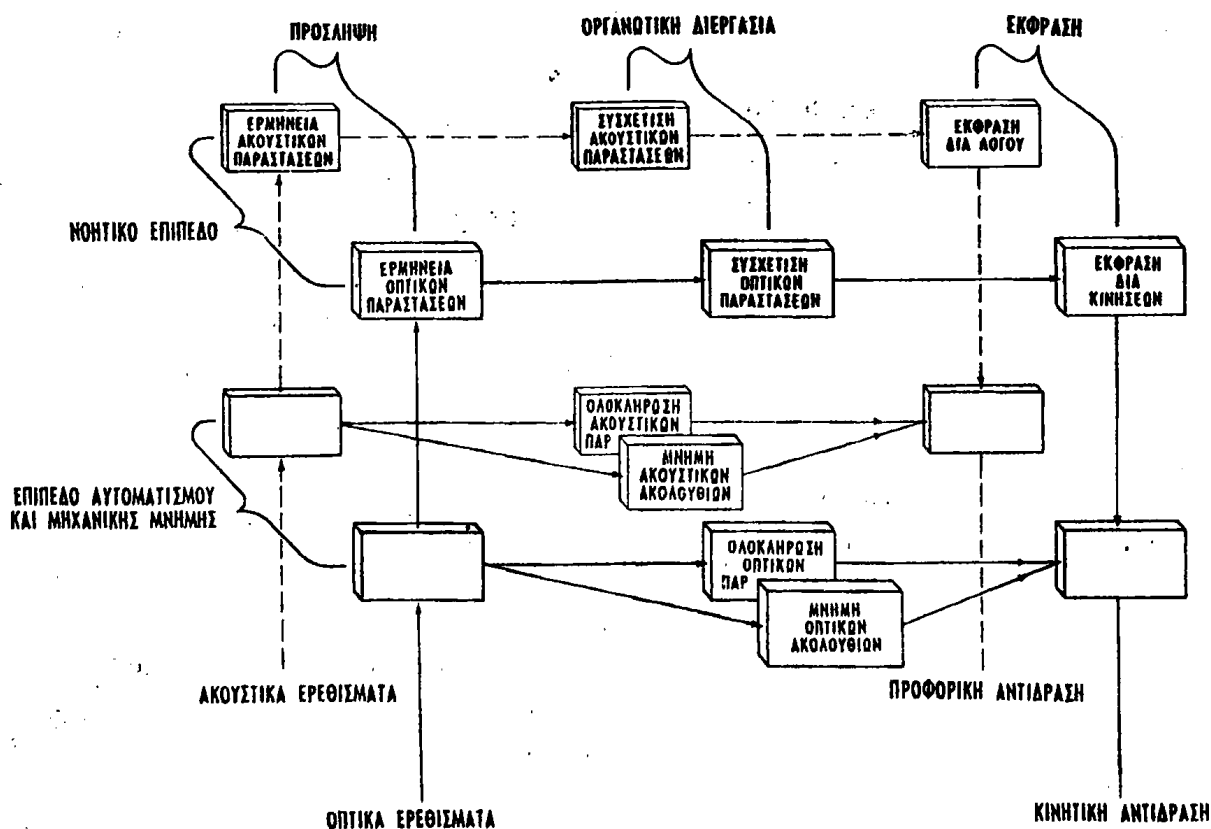 ΠΡΟΣΛΗΨΗ
ΟΡΓΑΝΩΤΙΚΗ ΔΙΕΡΓΑΣΙΑ
ΕΚΦΡΑΣΗ
ΕΡΜΗΝΕΙΑ
ΑΚΟΥΣΤΙΚΩΝ
ΠΑΡΑΣΤΑΣΕΩΝ
ΣΥΣΧΕΤΙΣΗ
ΑΚΟΥΣΤΙΚΩΝ
ΠΑΡΑΣΤΑΣΕΩΝ
ΕΚΦΡΑΣΗ
ΔΙΑ ΛΟΓΟΥ
ΝΟΗΤΙΚΟ ΕΠΙΠΕΔΟ
ΕΡΜΗΝΕΙΑ
ΟΠΤΙΚΩΝ
ΠΑΡΑΣΤΑΣΕΩΝ
ΣΥΣΧΕΤΙΣΗ
ΟΠΤΙΚΩΝ
ΠΑΡΑΣΤΑΣΕΩΝ
ΕΚΦΡΑΣΗ
ΔΙΑ
ΚΙΝΗΣΕΩΝ
ΟΛΟΚΛΗΡΩΣΗ
ΑΚΟΥΣΤΙΚΩΝ
ΠΑΡ
ΜΝΗΜΗ
ΑΚΟΥΣΤΙΚΩΝ
ΑΚΟΛΟΥΘΙΩΝ
ΕΠΙΠΕΔΟ ΑΥΤΟΜΑΤΙΣΜΟΥ
ΚΑΙ ΜΗΧΑΝΙΚΗΣ ΜΝΗΜΗΣ
ΟΛΟΚΛΗΡΩΣΗ
ΟΠΤΙΚΩΝ
ΠΑΡ
ΜΝΗΜΗ
ΟΠΤΙΚΩΝ
ΑΚΟΛΟΥΘΙΩΝ
ΑΚΟΥΣΤΙΚΑ ΕΡΕΘΙΣΜΑΤΑ
ΠΡΟΦΟΡΙΚΗ ΑΝΤΙΔΡΑΣΗ
ΟΠΤΙΚΑ ΕΡΕΘΙΣΜΑΤΑ
ΚΙΝΗΤΙΚΗ ΑΝΤΙΔΡΑΣΗ